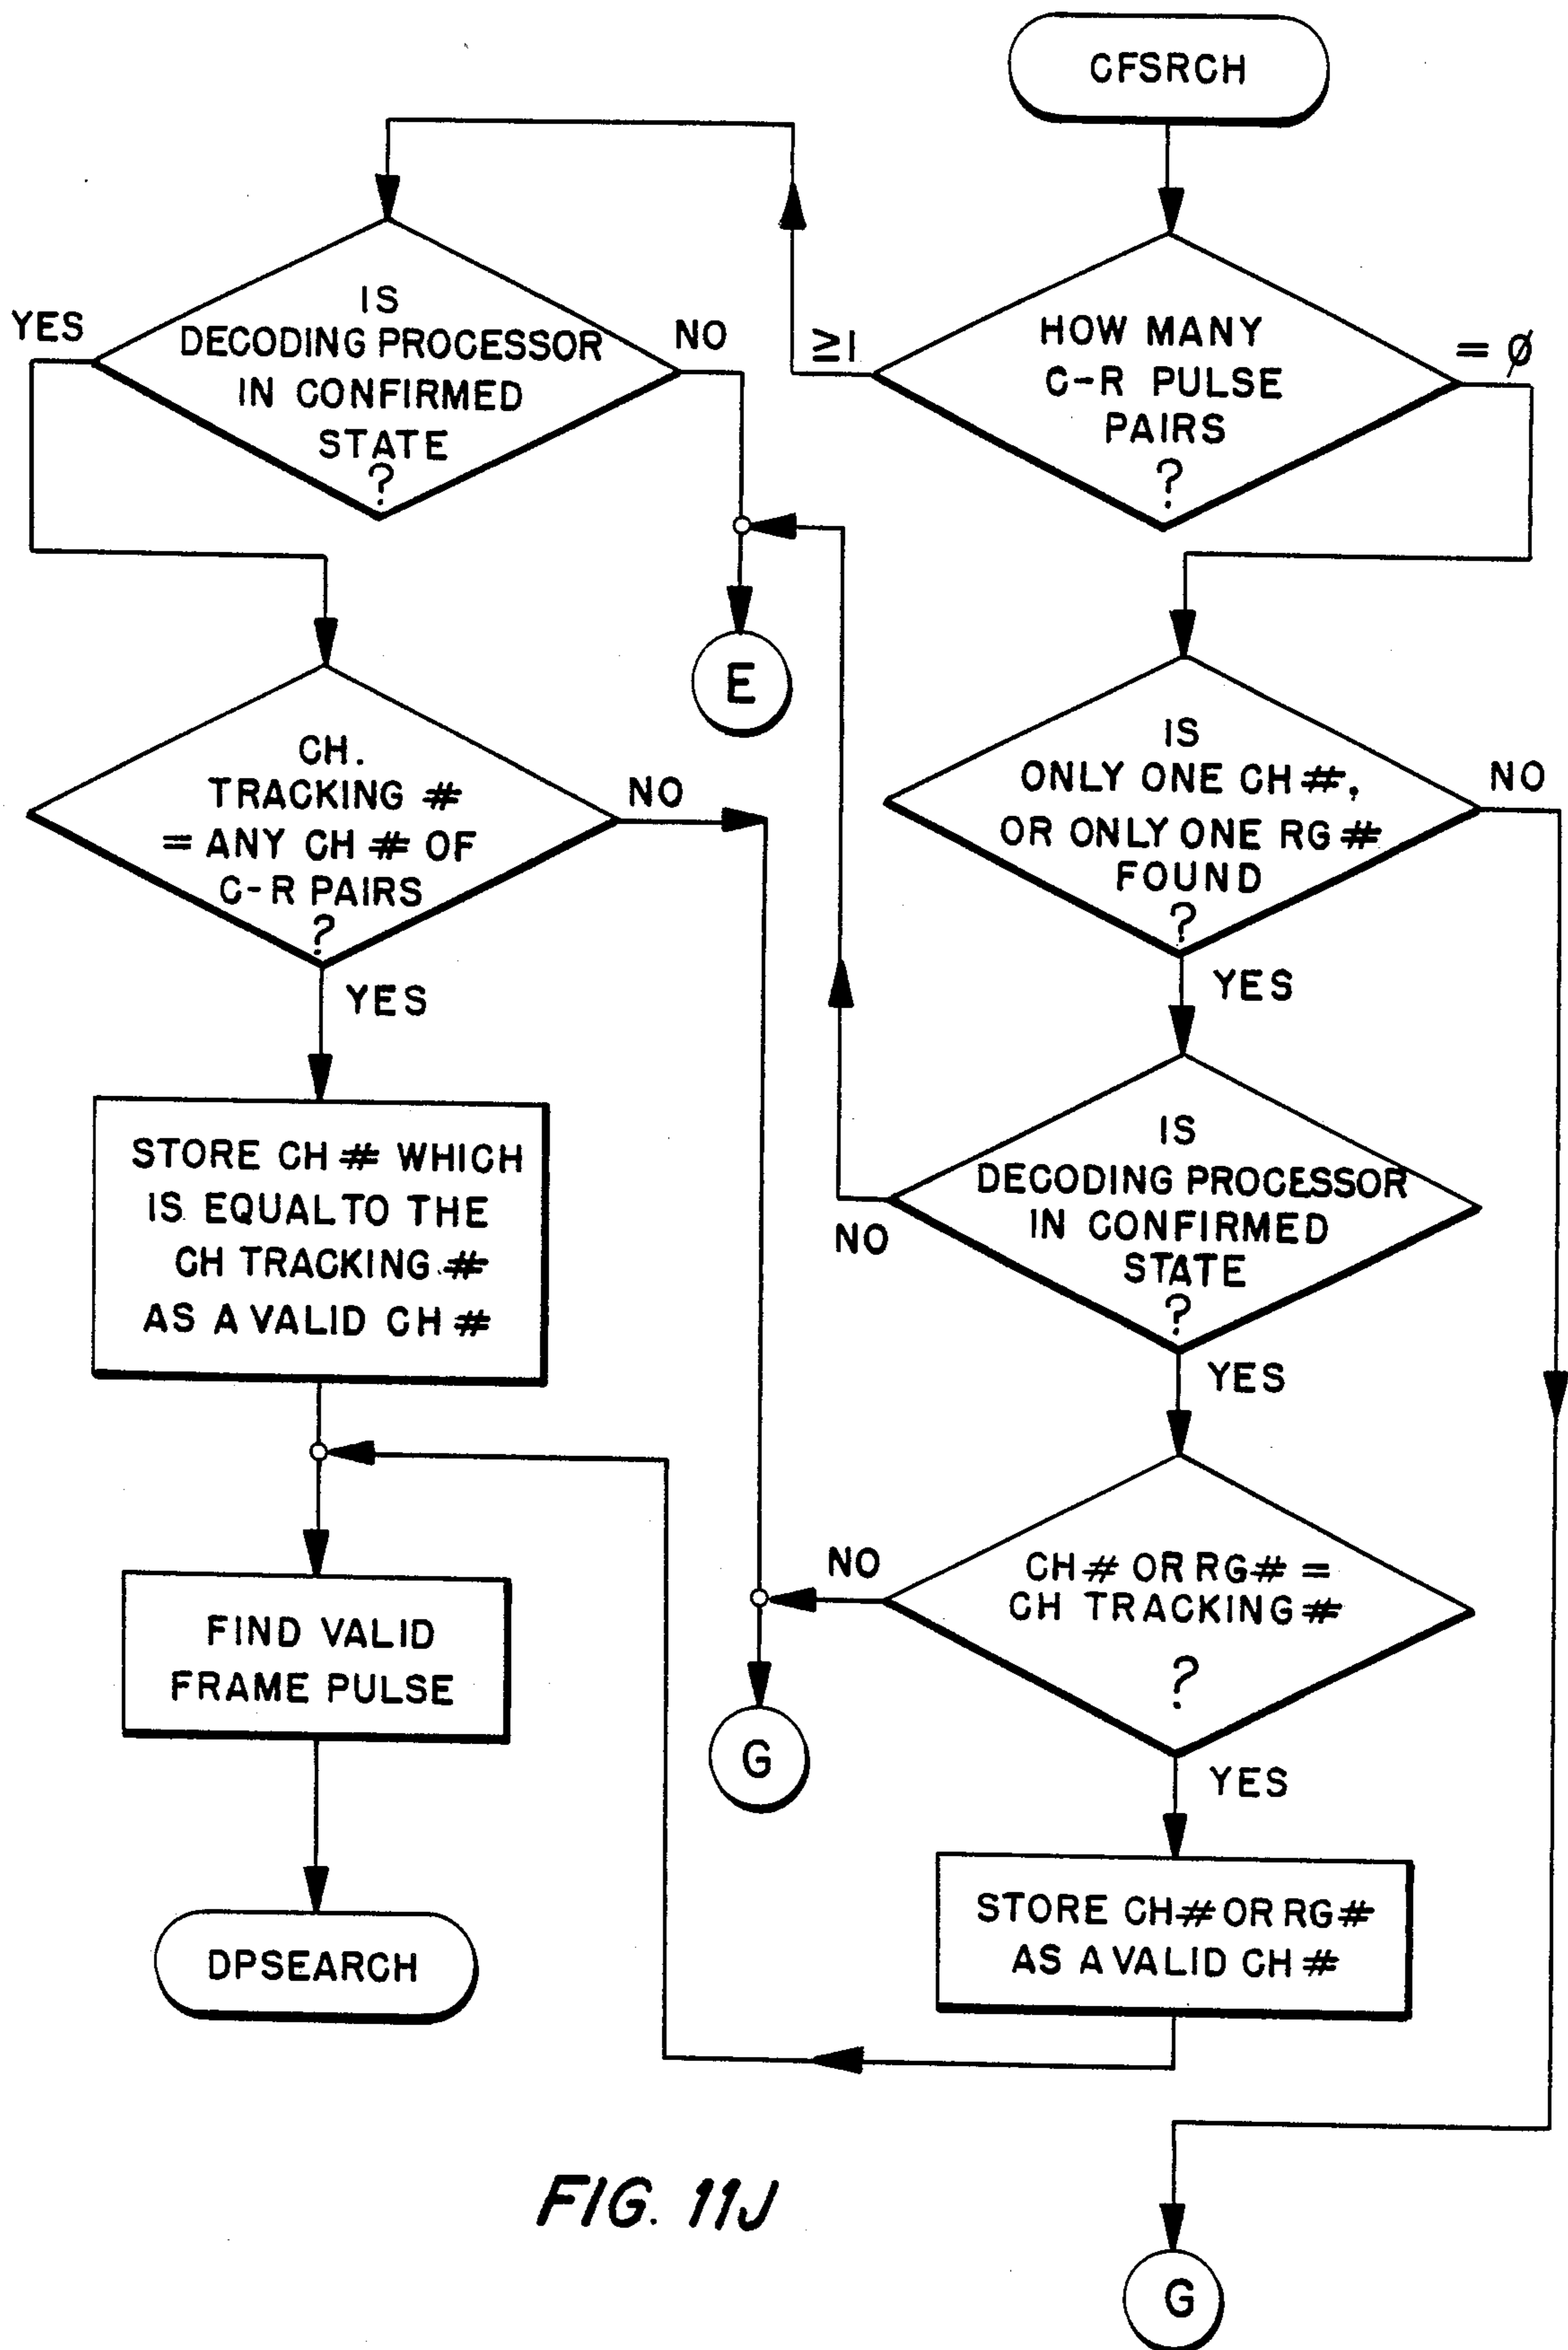 CFSRCH
HOW MANY
C-R PULSE
PAIRS
?
≥1
= ∅
IS
DECODING PROCESSOR
IN CONFIRMED
STATE
?
YES
NO
E
CH.
TRACKING #
= ANY CH # OF
C-R PAIRS
?
NO
YES
STORE CH # WHICH
IS EQUAL TO THE
CH TRACKING #
AS A VALID CH #
FIND VALID
FRAME PULSE
DPSEARCH
IS
ONLY ONE CH #,
OR ONLY ONE RG #
FOUND
?
NO
YES
IS
DECODING PROCESSOR
IN CONFIRMED
STATE
?
NO
YES
CH# OR RG# =
CH TRACKING #
?
NO
G
YES
STORE CH# OR RG#
AS A VALID CH #
G
FIG. 11J